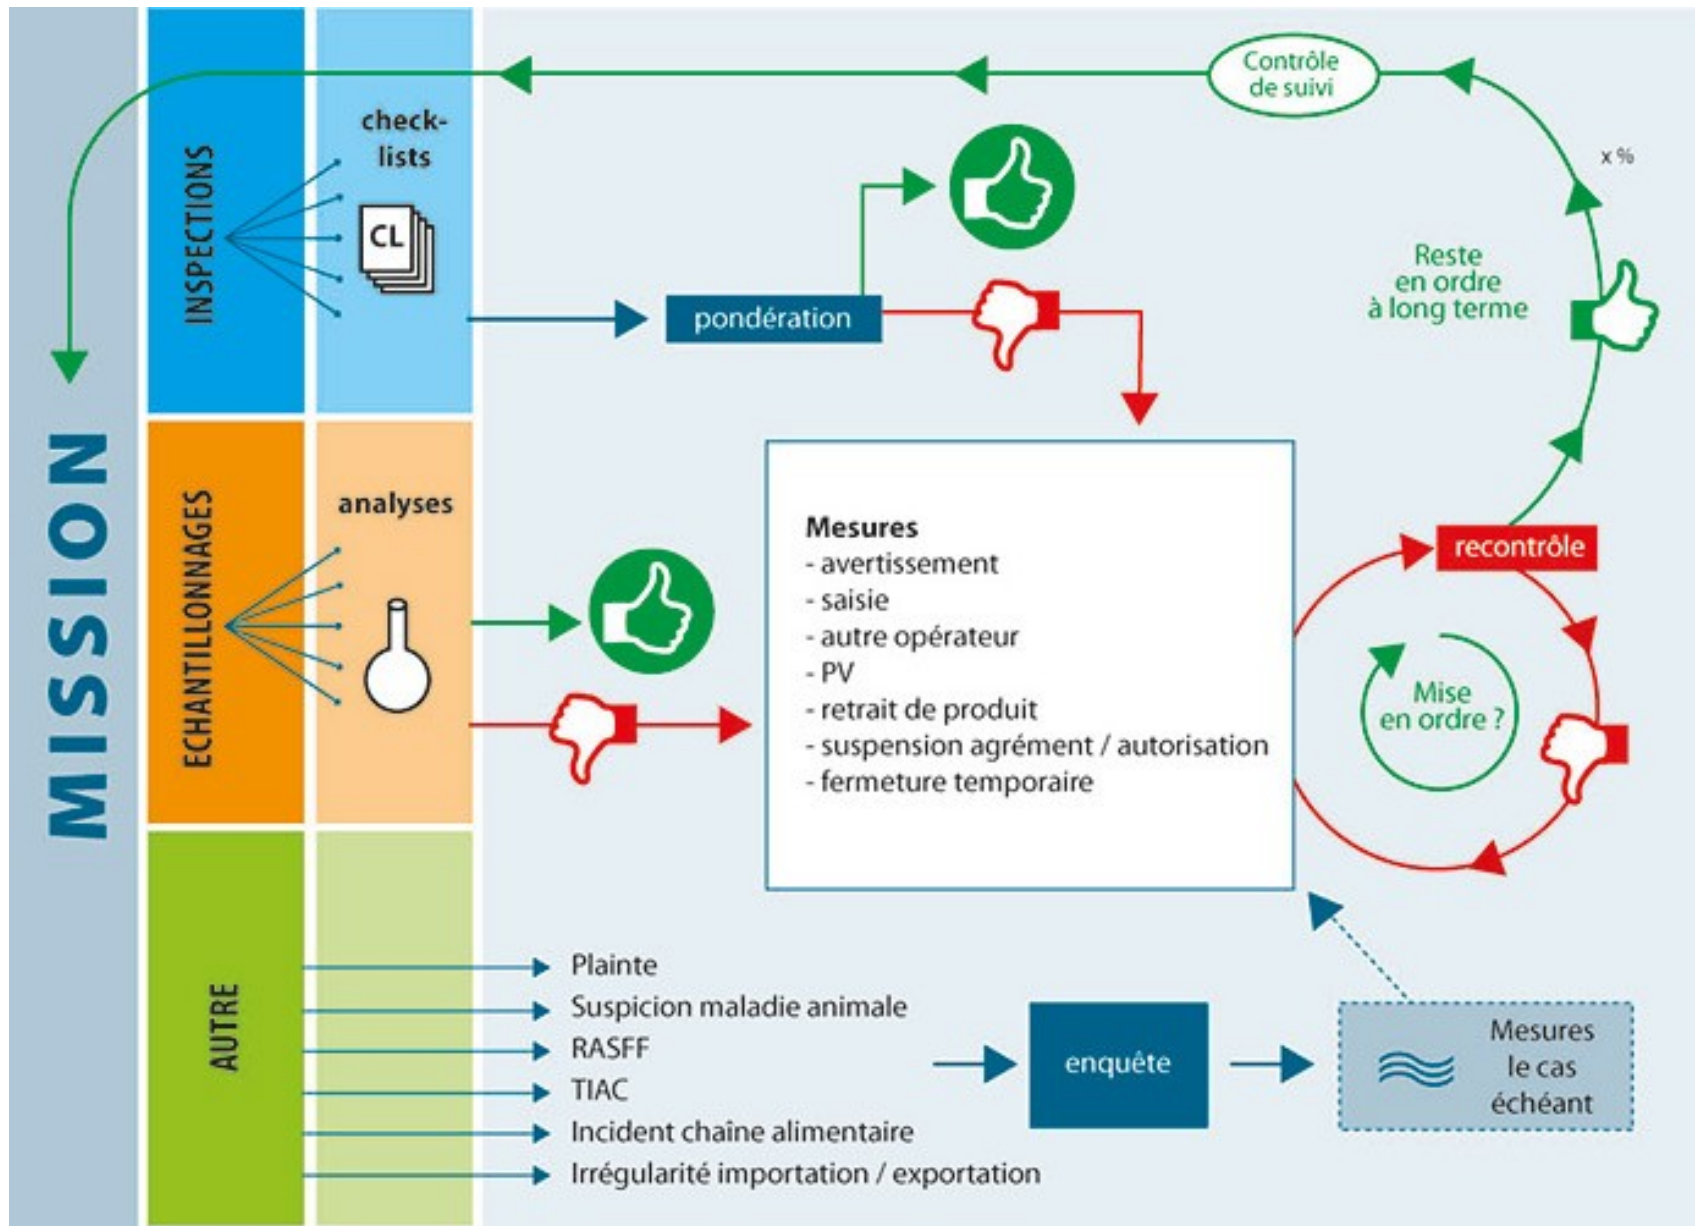 MISSION
INSPECTIONS
check-
lists
CL
pondération
Contrôle
de suivi
x %
Reste
en ordre
à long terme
ECHANTILLONNAGES
analyses
Mesures
- avertissement
- saisie
- autre opérateur
- PV
- retrait de produit
- suspension agrément / autorisation
- fermeture temporaire
recontrôle
Mise
en ordre ?
AUTRE
Plainte
Suspicion maladie animale
RASFF
TIAC
Incident chaîne alimentaire
Irrégularité importation / exportation
enquête
Mesures
le cas
échéant